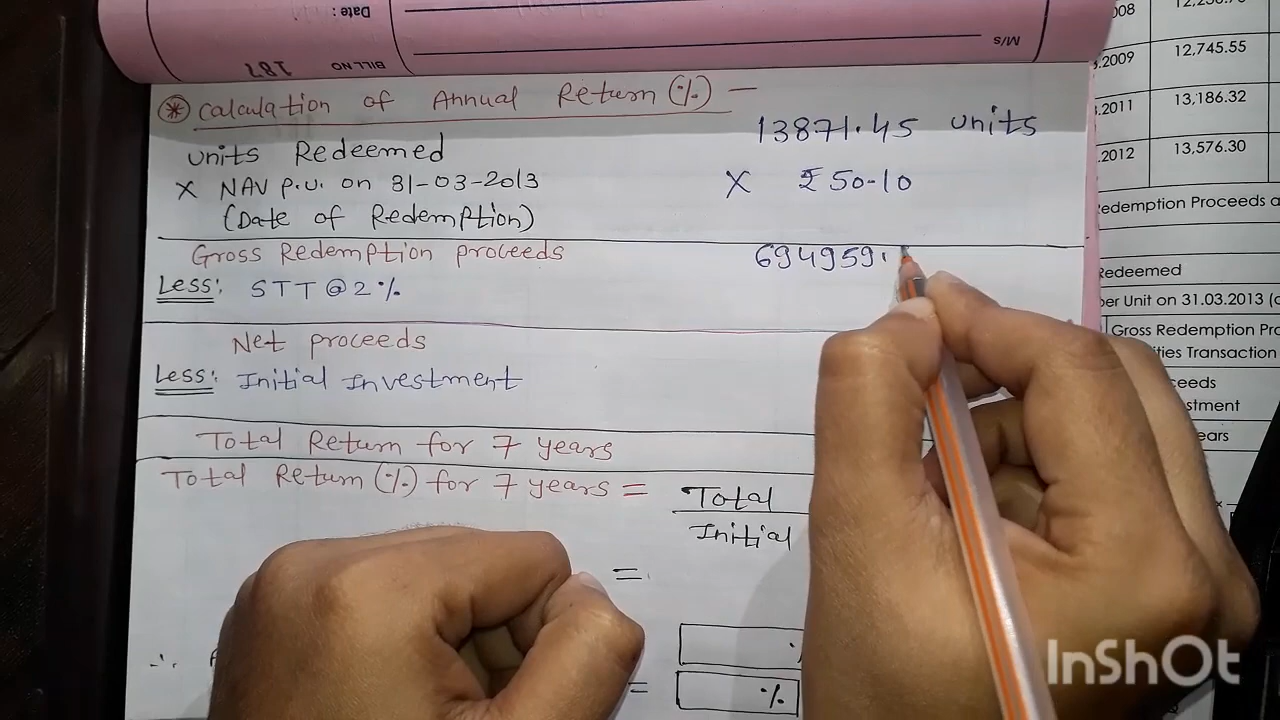 Date :
M/s
BILL NO 187
* Calculation of Annual Return (%) –
Units Redeemed 13871.45 units
X NAV P.U. on 31-03-2013 X ₹50-10
(Date of Redemption)
Gross Redemption proceeds 694959.
Less: STT @ 2%
Net proceeds
Less: Initial Investment
Total Return for 7 years
Total Return (%) for 7 years = Total
Initial
=
∴
= %
008
.2009 12,745.55
.2011 13,186.32
.2012 13,576.30
edemption Proceeds a
Redeemed
per Unit on 31.03.2013 (
Gross Redemption Pro
ities Transaction
ceeds
stment
ears
InShOt